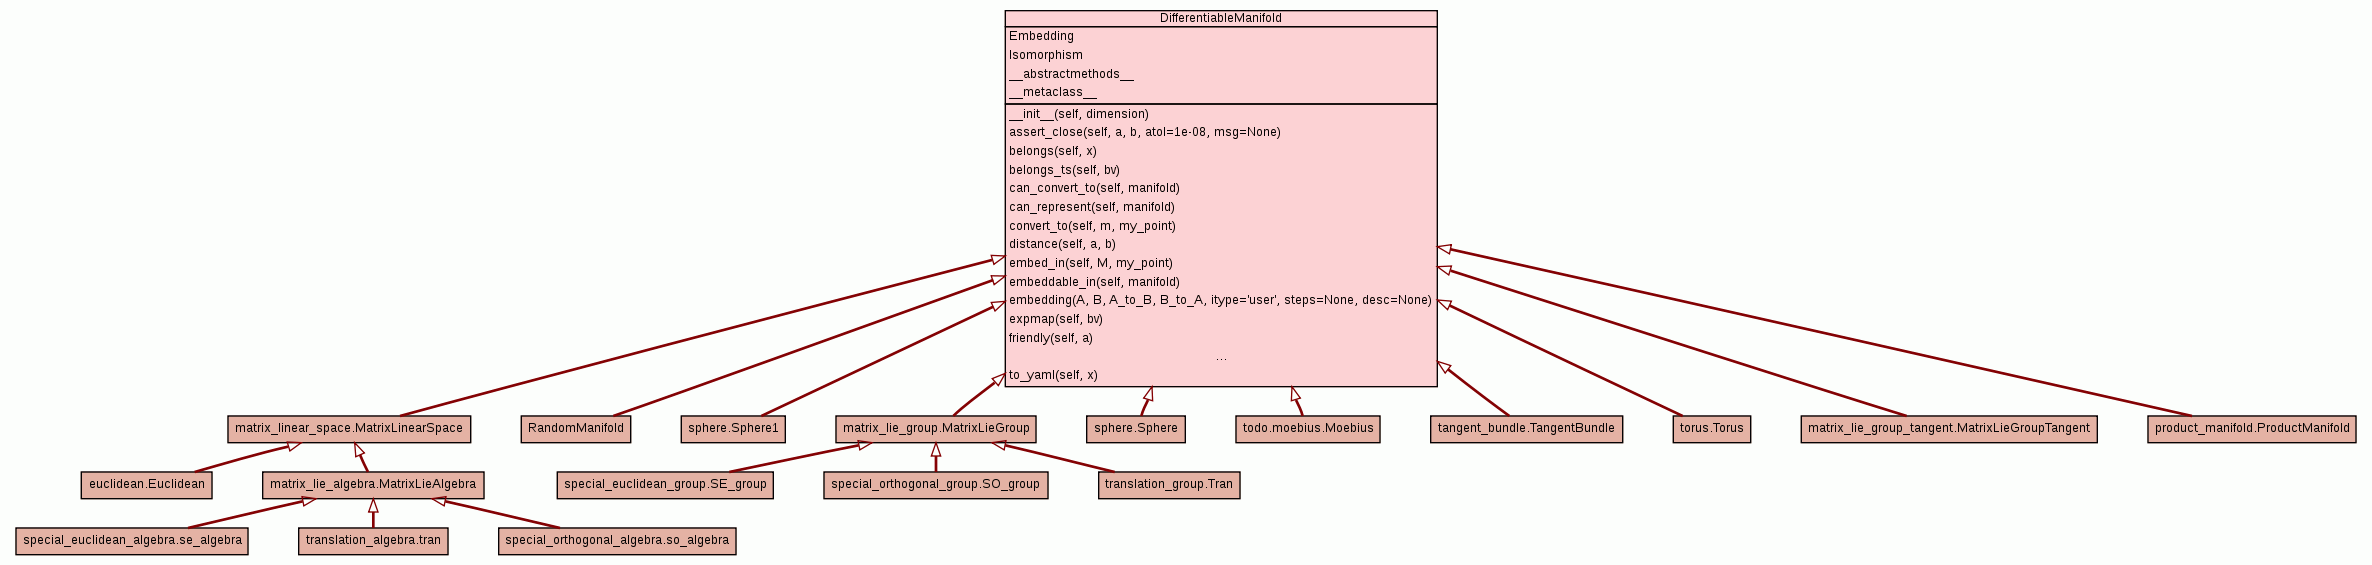 DifferentiableManifold
Embedding
Isomorphism
__abstractmethods__
__metaclass__
__init__(self, dimension)
assert_close(self, a, b, atol=1e-08, msg=None)
belongs(self, x)
belongs_ts(self, bv)
can_convert_to(self, manifold)
can_represent(self, manifold)
convert_to(self, m, my_point)
distance(self, a, b)
embed_in(self, M, my_point)
embeddable_in(self, manifold)
embedding(A, B, A_to_B, B_to_A, itype='user', steps=None, desc=None)
expmap(self, bv)
friendly(self, a)
...
to_yaml(self, x)
matrix_linear_space.MatrixLinearSpace
RandomManifold
sphere.Sphere1
matrix_lie_group.MatrixLieGroup
sphere.Sphere
todo.moebius.Moebius
tangent_bundle.TangentBundle
torus.Torus
matrix_lie_group_tangent.MatrixLieGroupTangent
product_manifold.ProductManifold
euclidean.Euclidean
matrix_lie_algebra.MatrixLieAlgebra
special_euclidean_group.SE_group
special_orthogonal_group.SO_group
translation_group.Tran
special_euclidean_algebra.se_algebra
translation_algebra.tran
special_orthogonal_algebra.so_algebra